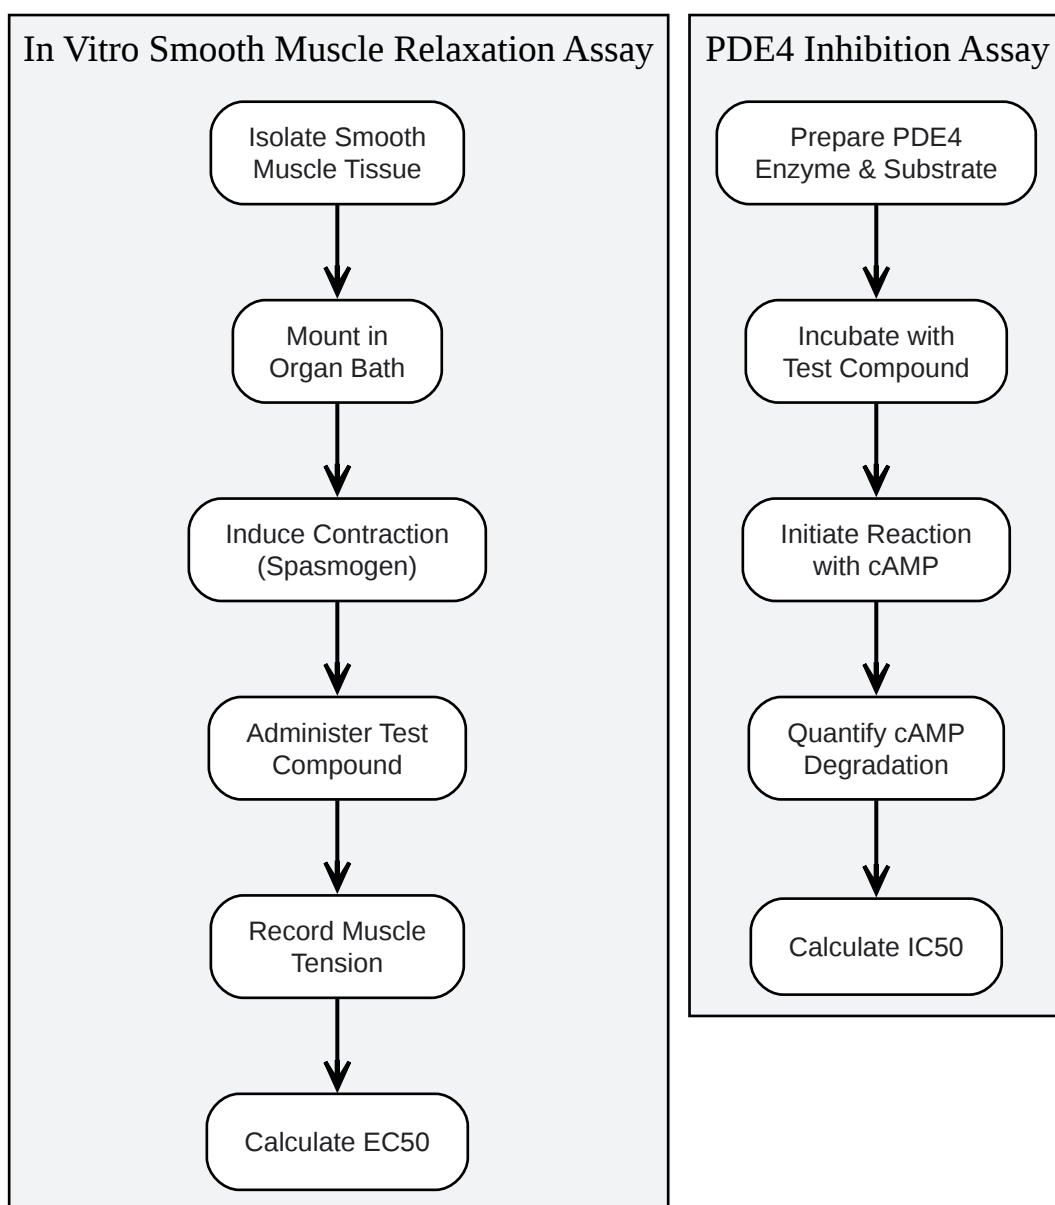 In Vitro Smooth Muscle Relaxation Assay
Isolate Smooth
Muscle Tissue
Mount in
Organ Bath
Induce Contraction
(Spasmogen)
Administer Test
Compound
Record Muscle
Tension
Calculate EC50
PDE4 Inhibition Assay
Prepare PDE4
Enzyme & Substrate
Incubate with
Test Compound
Initiate Reaction
with cAMP
Quantify cAMP
Degradation
Calculate IC50